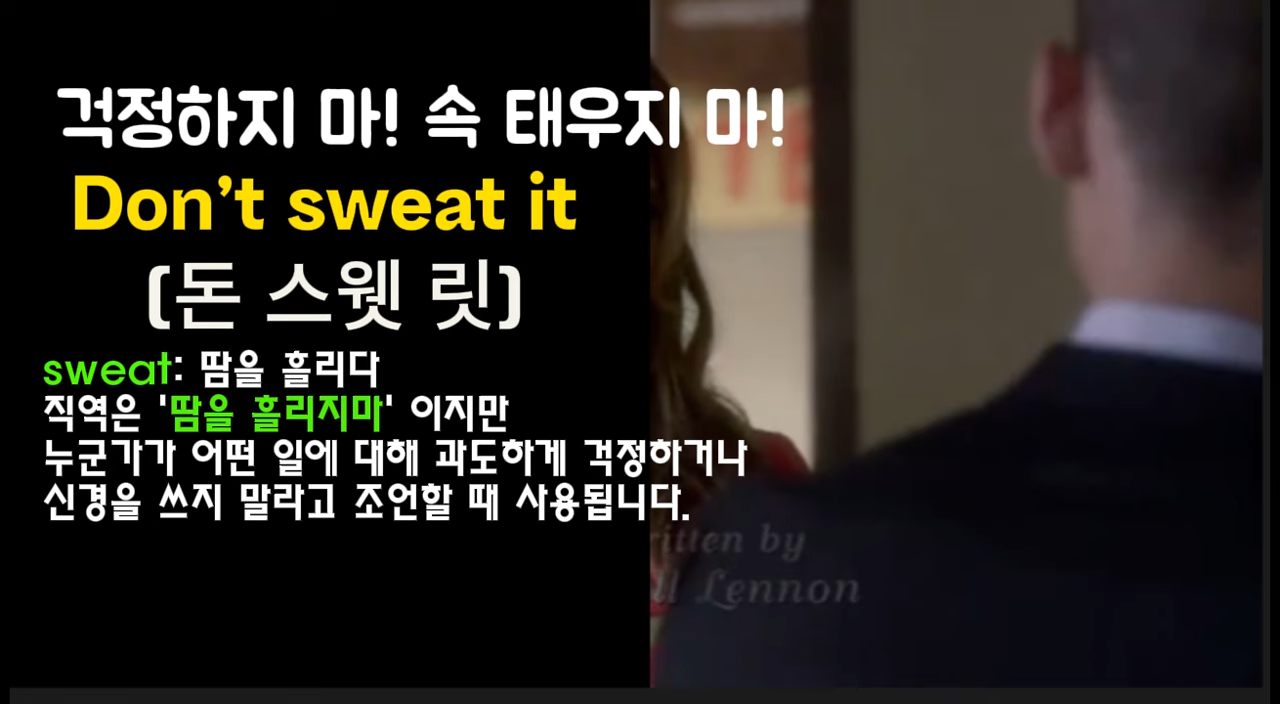 걱정하지 마! 속 태우지 마!
Don't sweat it
(돈 스웻 릿)
sweat: 땀을 흘리다
직역은 '땀을 흘리지마' 이지만
누군가가 어떤 일에 대해 과도하게 걱정하거나
신경을 쓰지 말라고 조언할 때 사용됩니다.
by
Lennon